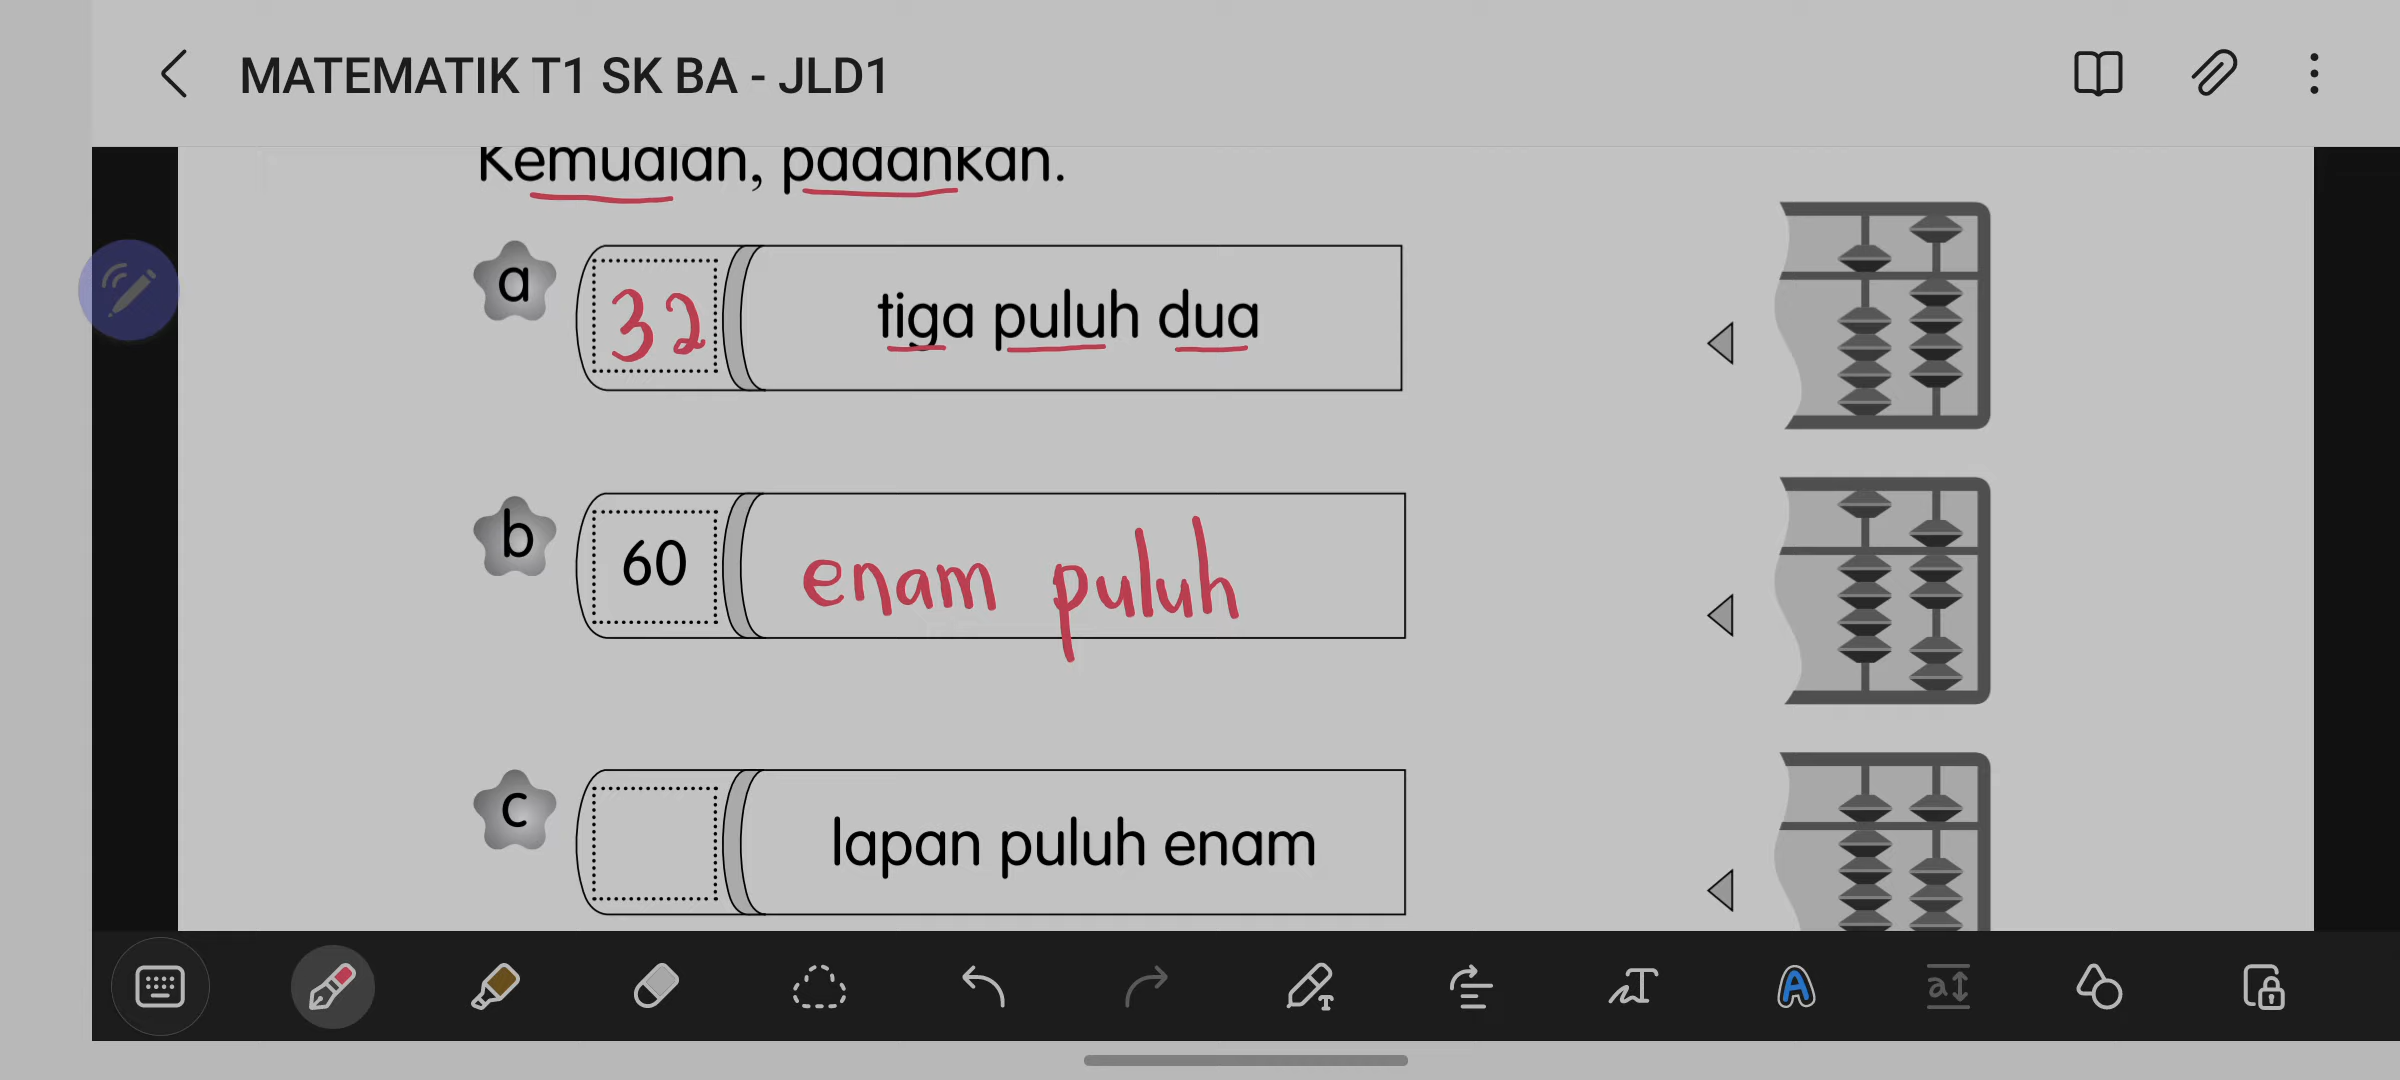 MATEMATIK T1 SK BA - JLD1
Kemudian, padankan.
a
32
tiga puluh dua
b
60
enam puluh
c
lapan puluh enam